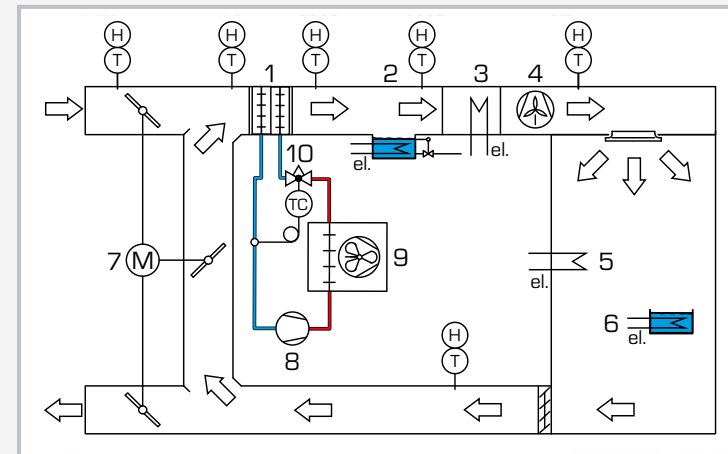 H H H H H
T T T T T
1 2 3 4
10 el. el.
TC
7 M 9 5
el.
6
el.
8
H
T